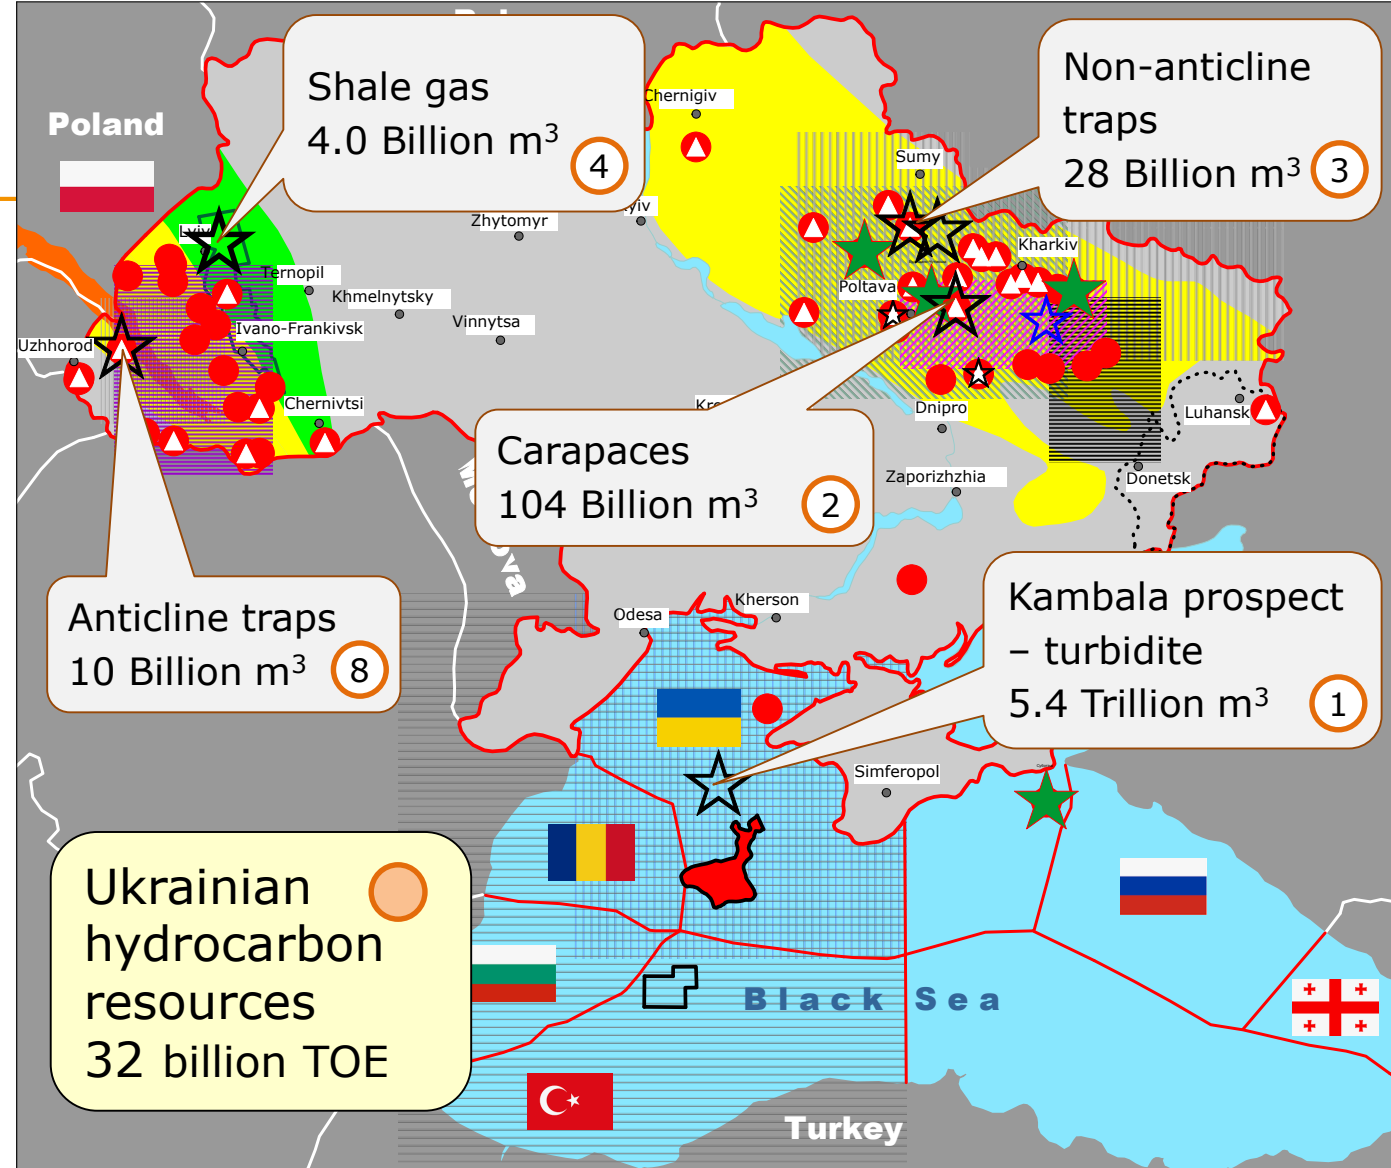 Shale gas
4.0 Billion m³
4
Non-anticline
traps
28 Billion m³
3
Poland
Chernigiv
Sumy
Zhytomyr
Lviv
Ternopil
Khmelnytsky
Vinnytsa
Ivano-Frankivsk
Uzhhorod
Chernivtsi
Kharkiv
Poltava
Dnipro
Luhansk
Donetsk
Zaporizhzhia
Carapaces
104 Billion m³
2
Anticline traps
10 Billion m³
8
Odesa
Kherson
Kambala prospect
– turbidite
5.4 Trillion m³
1
Simferopol
Ukrainian
hydrocarbon
resources
32 billion TOE
Black Sea
Turkey